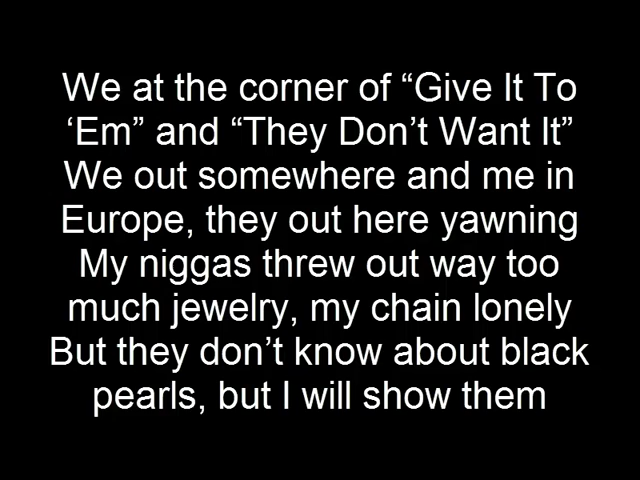 We at the corner of “Give It To
‘Em” and “They Don’t Want It”
We out somewhere and me in
Europe, they out here yawning
My niggas threw out way too
much jewelry, my chain lonely
But they don’t know about black
pearls, but I will show them